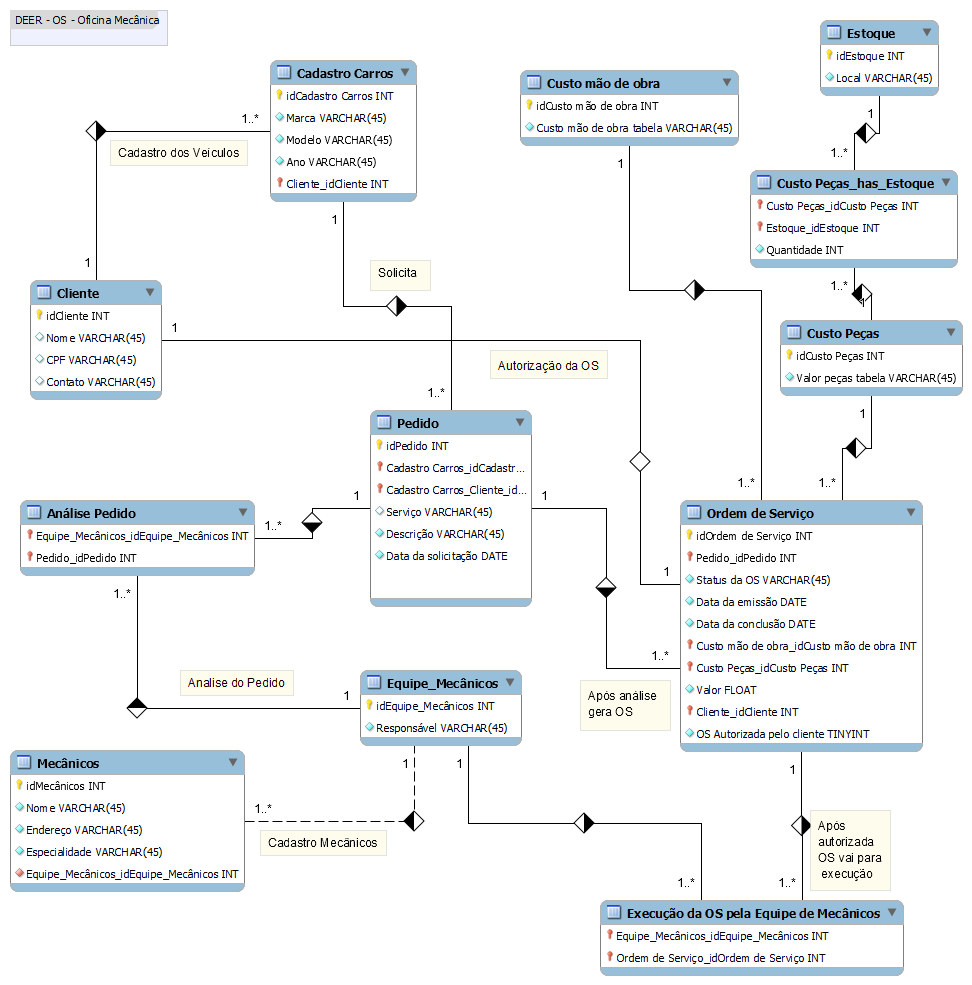 DEER - OS - Oficina Mecânica
Estoque
idEstoque INT
Local VARCHAR(45)
1
1..*
Cadastro Carros
idCadastro Carros INT
Marca VARCHAR(45)
Modelo VARCHAR(45)
Ano VARCHAR(45)
Cliente_idCliente INT
1..*
Cadastro dos Veículos
1
1
Custo mão de obra
idCusto mão de obra INT
Custo mão de obra tabela VARCHAR(45)
1
Custo Peças_has_Estoque
Custo Peças_idCusto Peças INT
Estoque_idEstoque INT
Quantidade INT
1..*
1
Solicita
Cliente
idCliente INT
Nome VARCHAR(45)
CPF VARCHAR(45)
Contato VARCHAR(45)
1
Autorização da OS
1..*
Custo Peças
idCusto Peças INT
Valor peças tabela VARCHAR(45)
1
1..*
1..*
Pedido
idPedido INT
Cadastro Carros_idCadastr...
Cadastro Carros_Cliente_id...
Serviço VARCHAR(45)
Descrição VARCHAR(45)
Data da solicitação DATE
1
1
Análise Pedido
Equipe_Mecânicos_idEquipe_Mecânicos INT
Pedido_idPedido INT
1..*
1..*
Ordem de Serviço
idOrdem de Serviço INT
Pedido_idPedido INT
Status da OS VARCHAR(45)
Data da emissão DATE
Data da conclusão DATE
Custo mão de obra_idCusto mão de obra INT
Custo Peças_idCusto Peças INT
Valor FLOAT
Cliente_idCliente INT
OS Autorizada pelo cliente TINYINT
1
1..*
Após análise
gera OS
Analise do Pedido
1
Equipe_Mecânicos
idEquipe_Mecânicos INT
Responsável VARCHAR(45)
1
1
Mecânicos
idMecânicos INT
Nome VARCHAR(45)
Endereço VARCHAR(45)
Especialidade VARCHAR(45)
Equipe_Mecânicos_idEquipe_Mecânicos INT
1..*
Cadastro Mecânicos
1
Após
autorizada
OS vai para
execução
1..*
1..*
Execução da OS pela Equipe de Mecânicos
Equipe_Mecânicos_idEquipe_Mecânicos INT
Ordem de Serviço_idOrdem de Serviço INT